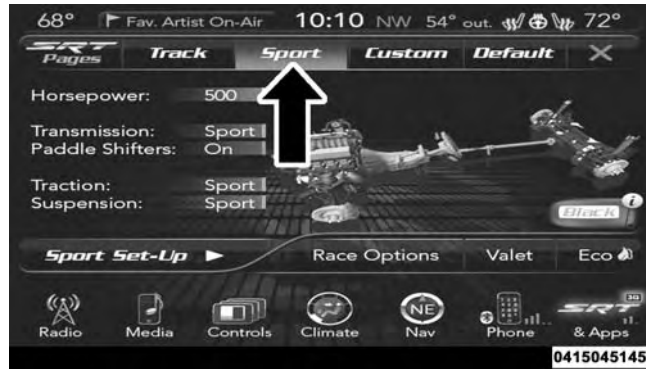 68° Fav. Artist On-Air 10:10 NW 54° out. 72°
SRT Pages Track Sport Custom Default X
Horsepower: 500
Transmission: Sport
Paddle Shifters: On
Traction: Sport
Suspension: Sport
Black i
Sport Set-Up Race Options Valet Eco
NE 3G
Radio Media Controls Climate Nav Phone SRT & Apps
0415045145